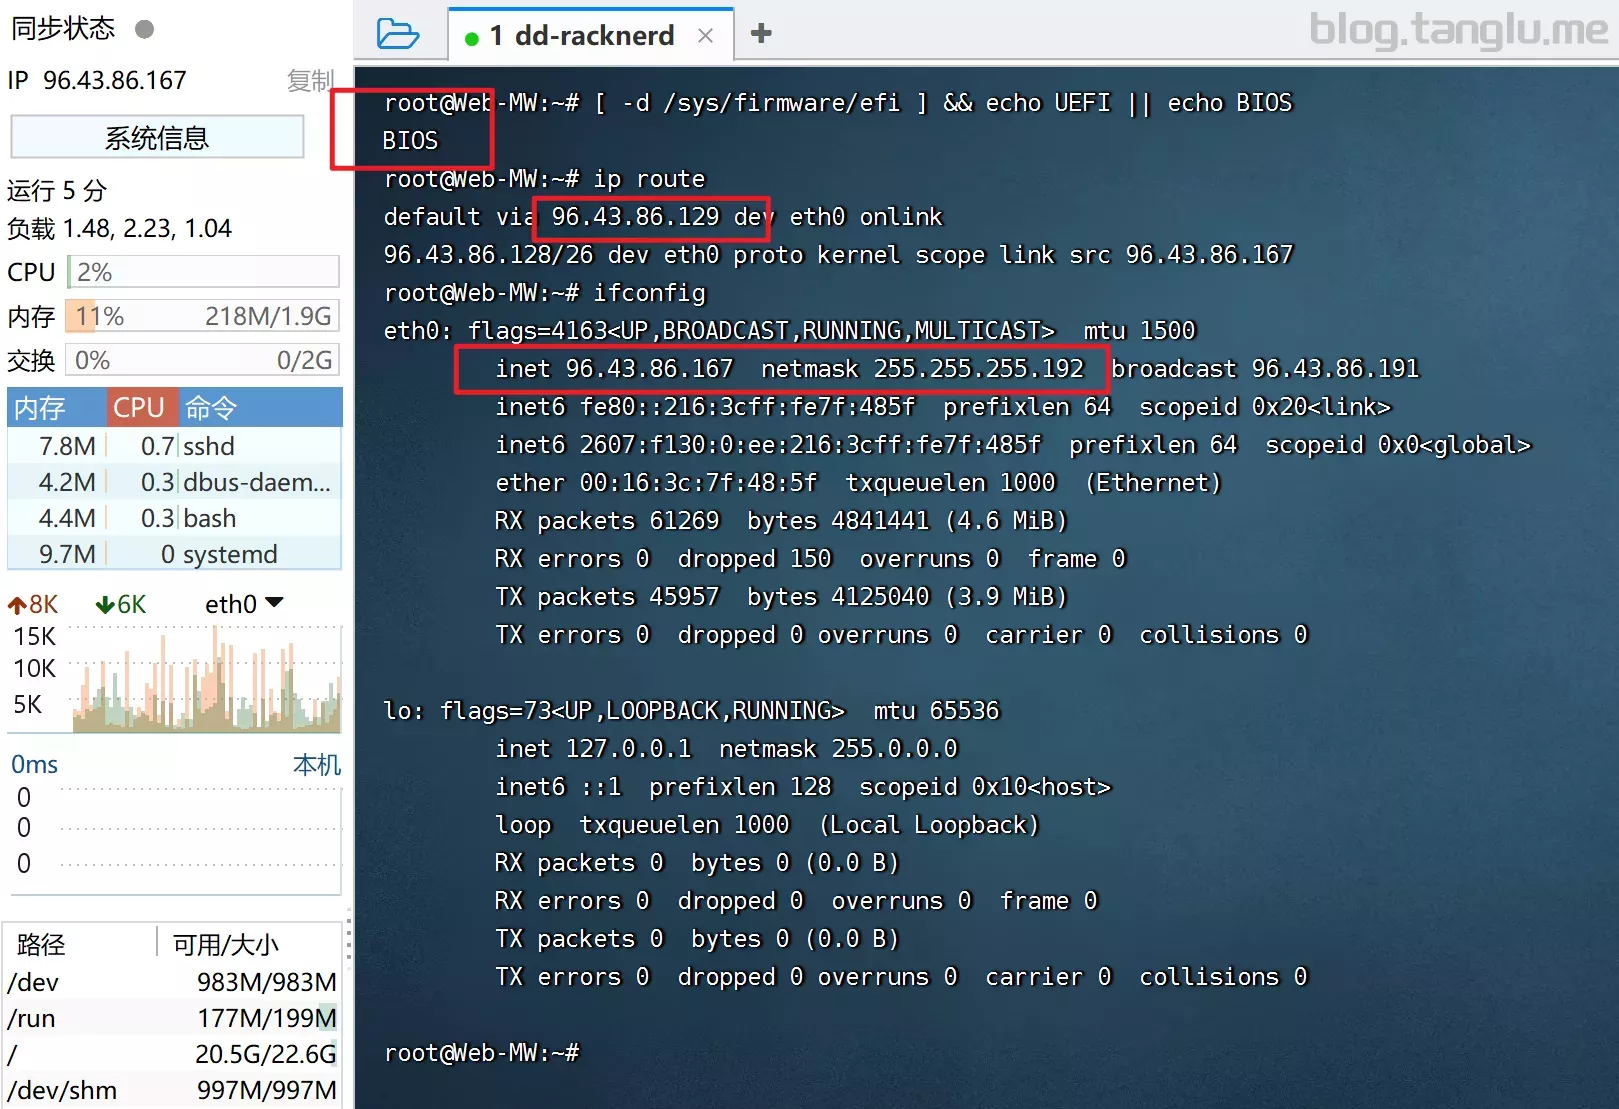 同步状态
IP 96.43.86.167 复制
系统信息
运行 5 分
负载 1.48, 2.23, 1.04
CPU 2%
内存 11% 218M/1.9G
交换 0% 0/2G
内存 CPU 命令
7.8M 0.7 sshd
4.2M 0.3 dbus-daem...
4.4M 0.3 bash
9.7M 0 systemd
8K 6K eth0
15K
10K
5K
0ms 本机
0
0
0
路径 可用/大小
/dev 983M/983M
/run 177M/199M
/ 20.5G/22.6G
/dev/shm 997M/997M
1 dd-racknerd × +
blog.tanglu.me
root@Web-MW:~# [ -d /sys/firmware/efi ] && echo UEFI || echo BIOS
BIOS
root@Web-MW:~# ip route
default via 96.43.86.129 dev eth0 onlink
96.43.86.128/26 dev eth0 proto kernel scope link src 96.43.86.167
root@Web-MW:~# ifconfig
eth0: flags=4163<UP,BROADCAST,RUNNING,MULTICAST>  mtu 1500
inet 96.43.86.167  netmask 255.255.255.192  broadcast 96.43.86.191
inet6 fe80::216:3cff:fe7f:485f  prefixlen 64  scopeid 0x20<link>
inet6 2607:f130:0:ee:216:3cff:fe7f:485f  prefixlen 64  scopeid 0x0<global>
ether 00:16:3c:7f:48:5f  txqueuelen 1000  (Ethernet)
RX packets 61269  bytes 4841441 (4.6 MiB)
RX errors 0  dropped 150  overruns 0  frame 0
TX packets 45957  bytes 4125040 (3.9 MiB)
TX errors 0  dropped 0 overruns 0  carrier 0  collisions 0
lo: flags=73<UP,LOOPBACK,RUNNING>  mtu 65536
inet 127.0.0.1  netmask 255.0.0.0
inet6 ::1  prefixlen 128  scopeid 0x10<host>
loop  txqueuelen 1000  (Local Loopback)
RX packets 0  bytes 0 (0.0 B)
RX errors 0  dropped 0  overruns 0  frame 0
TX packets 0  bytes 0 (0.0 B)
TX errors 0  dropped 0 overruns 0  carrier 0  collisions 0
root@Web-MW:~#